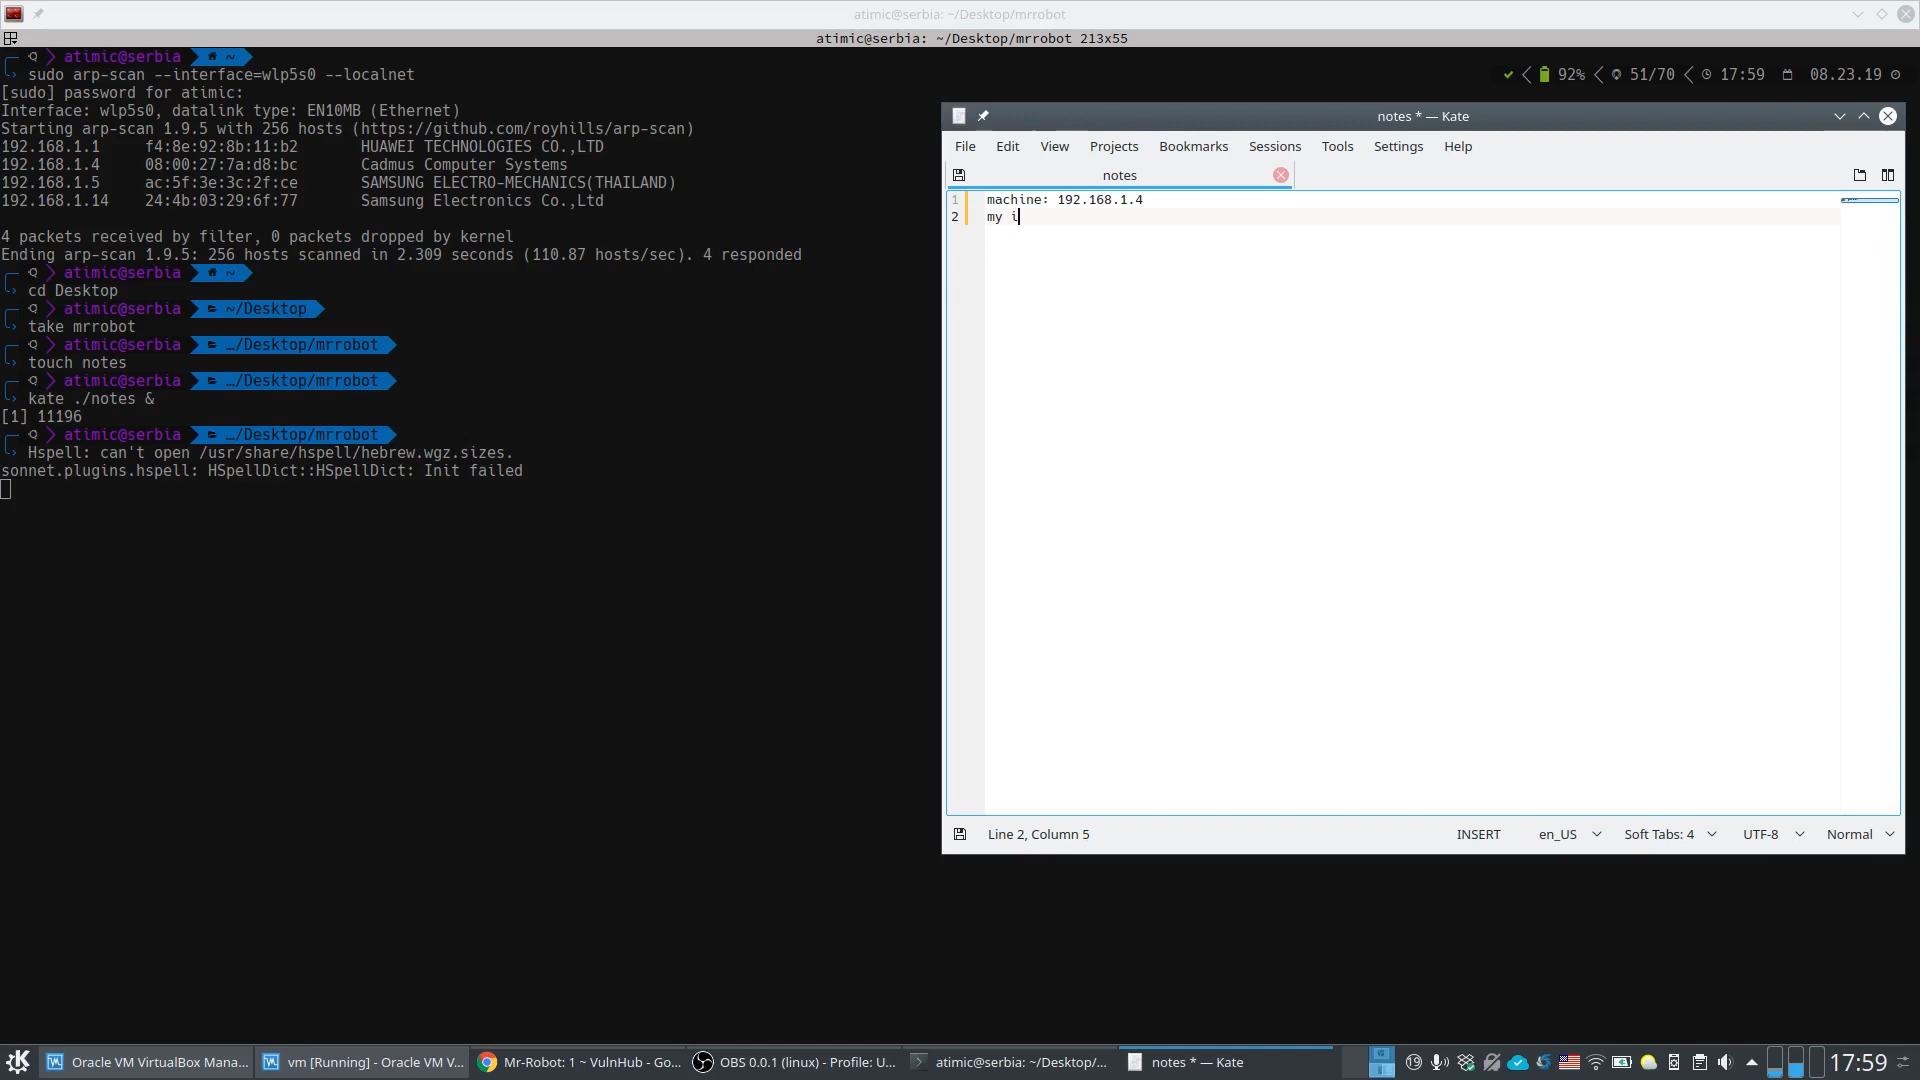 atimic@serbia: ~/Desktop/mrrobot
atimic@serbia: ~/Desktop/mrrobot 213x55
atimic@serbia ~
sudo arp-scan --interface=wlp5s0 --localnet
92% 51/70 17:59 08.23.19
[sudo] password for atimic:
Interface: wlp5s0, datalink type: EN10MB (Ethernet)
Starting arp-scan 1.9.5 with 256 hosts (https://github.com/royhills/arp-scan)
192.168.1.1 f4:8e:92:8b:11:b2 HUAWEI TECHNOLOGIES CO.,LTD
192.168.1.4 08:00:27:7a:d8:bc Cadmus Computer Systems
192.168.1.5 ac:5f:3e:3c:2f:ce SAMSUNG ELECTRO-MECHANICS(THAILAND)
192.168.1.14 24:4b:03:29:6f:77 Samsung Electronics Co.,Ltd
4 packets received by filter, 0 packets dropped by kernel
Ending arp-scan 1.9.5: 256 hosts scanned in 2.309 seconds (110.87 hosts/sec). 4 responded
atimic@serbia ~
cd Desktop
atimic@serbia ~/Desktop
take mrrobot
atimic@serbia …/Desktop/mrrobot
touch notes
atimic@serbia …/Desktop/mrrobot
kate ./notes &
[1] 11196
atimic@serbia …/Desktop/mrrobot
Hspell: can't open /usr/share/hspell/hebrew.wgz.sizes.
sonnet.plugins.hspell: HSpellDict::HSpellDict: Init failed
notes * — Kate
File Edit View Projects Bookmarks Sessions Tools Settings Help
notes
1 machine: 192.168.1.4
2 my i
Line 2, Column 5 INSERT en_US Soft Tabs: 4 UTF-8 Normal
Oracle VM VirtualBox Mana... vm [Running] - Oracle VM V... Mr-Robot: 1 ~ VulnHub - Go... OBS 0.0.1 (linux) - Profile: U... atimic@serbia: ~/Desktop/... notes * — Kate 19 17:59